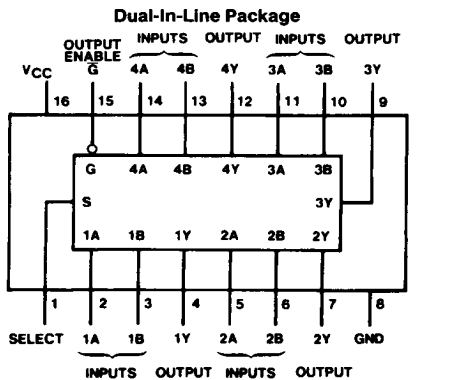 Dual-In-Line Package
OUTPUT INPUTS OUTPUT INPUTS OUTPUT
ENABLE
VCC G 4A 4B 4Y 3A 3B 3Y
16 15 14 13 12 11 10 9
G 4A 4B 4Y 3A 3B
S 3Y
1A 1B 1Y 2A 2B 2Y
1 2 3 4 5 6 7 8
SELECT 1A 1B 1Y 2A 2B 2Y GND
INPUTS OUTPUT INPUTS OUTPUT